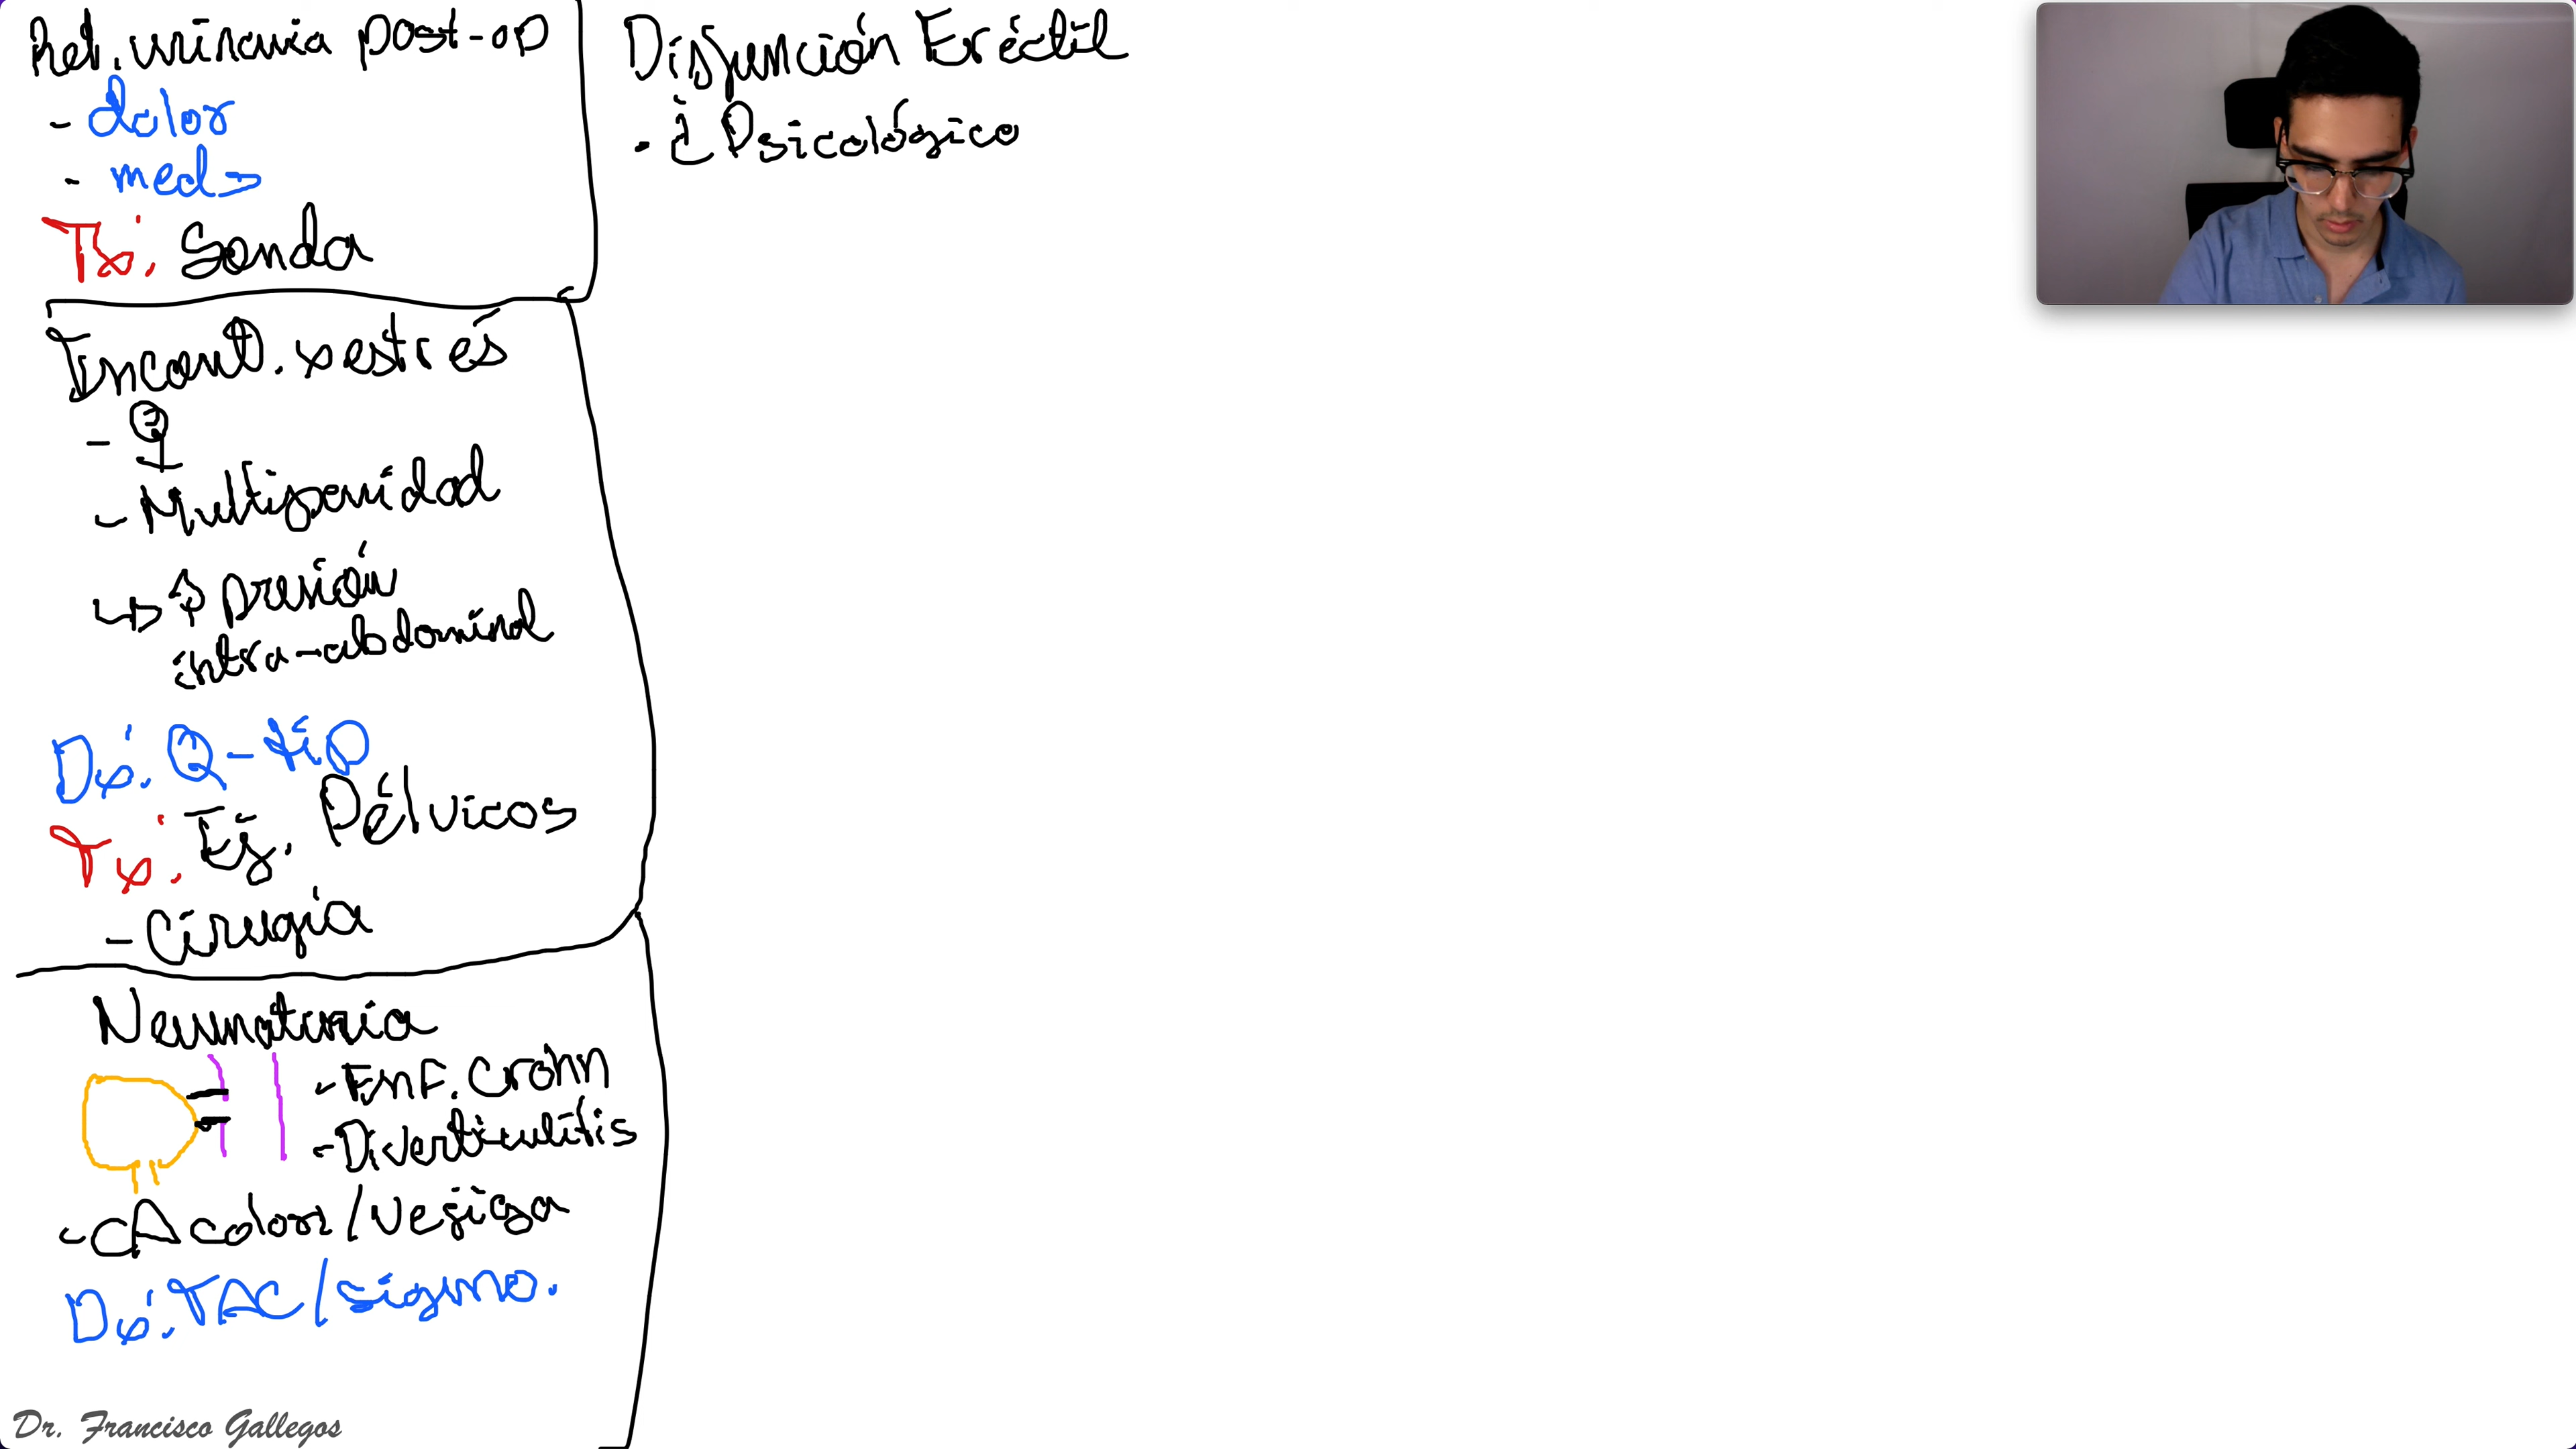 Ret. urinaria post-op
- dolor
- meds
Tx: Sonda
Incont. x estrés
- ♀
- Multiparidad
↳ ↑ presión
intra-abdominal
Dx: Q-tip
Tx: Ej. Pélvicos
- Cirugía
Neumaturia
- Enf. Crohn
- Diverticulitis
- CA colon/vejiga
Dx: TAC/sigmo.
Dr. Francisco Gallegos
Disfunción Eréctil
- ¿Psicológico